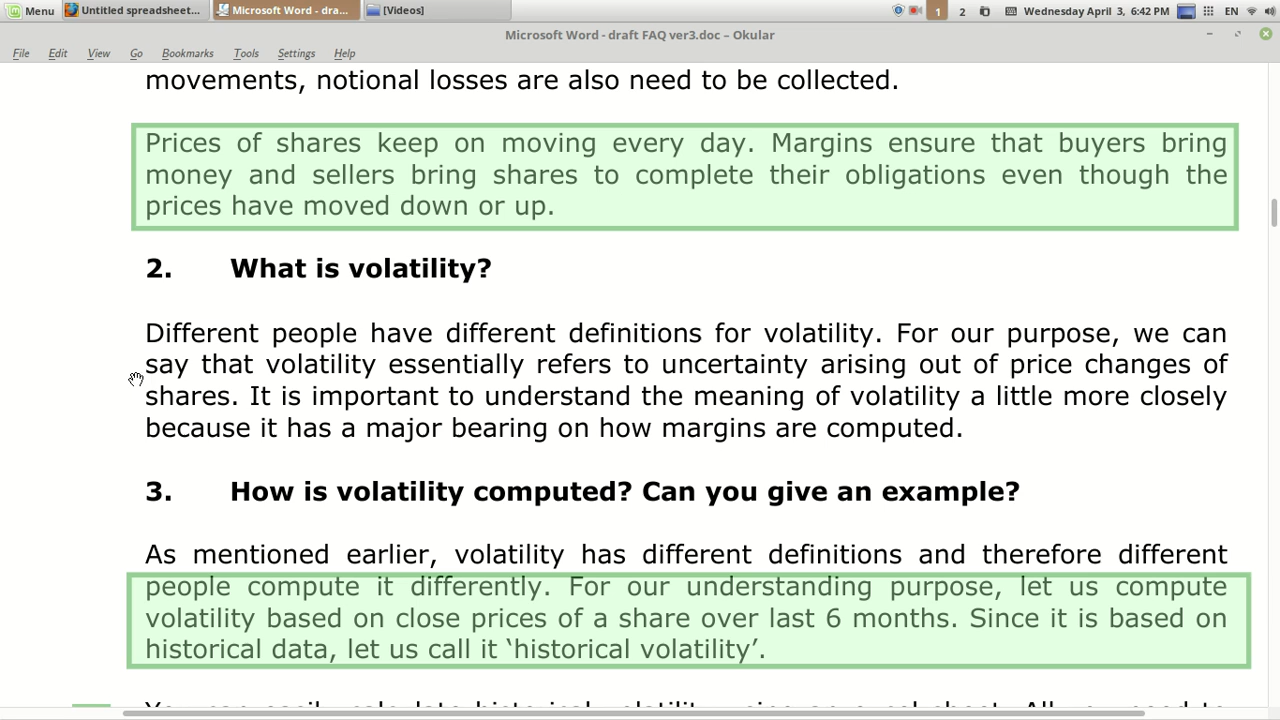 Menu Untitled spreadsheet... Microsoft Word - dra... [Videos] 1 2 Wednesday April 3, 6:42 PM EN
Microsoft Word - draft FAQ ver3.doc – Okular
File Edit View Go Bookmarks Tools Settings Help
movements, notional losses are also need to be collected.
Prices of shares keep on moving every day. Margins ensure that buyers bring
money and sellers bring shares to complete their obligations even though the
prices have moved down or up.
2. What is volatility?
Different people have different definitions for volatility. For our purpose, we can
say that volatility essentially refers to uncertainty arising out of price changes of
shares. It is important to understand the meaning of volatility a little more closely
because it has a major bearing on how margins are computed.
3. How is volatility computed? Can you give an example?
As mentioned earlier, volatility has different definitions and therefore different
people compute it differently. For our understanding purpose, let us compute
volatility based on close prices of a share over last 6 months. Since it is based on
historical data, let us call it ‘historical volatility’.